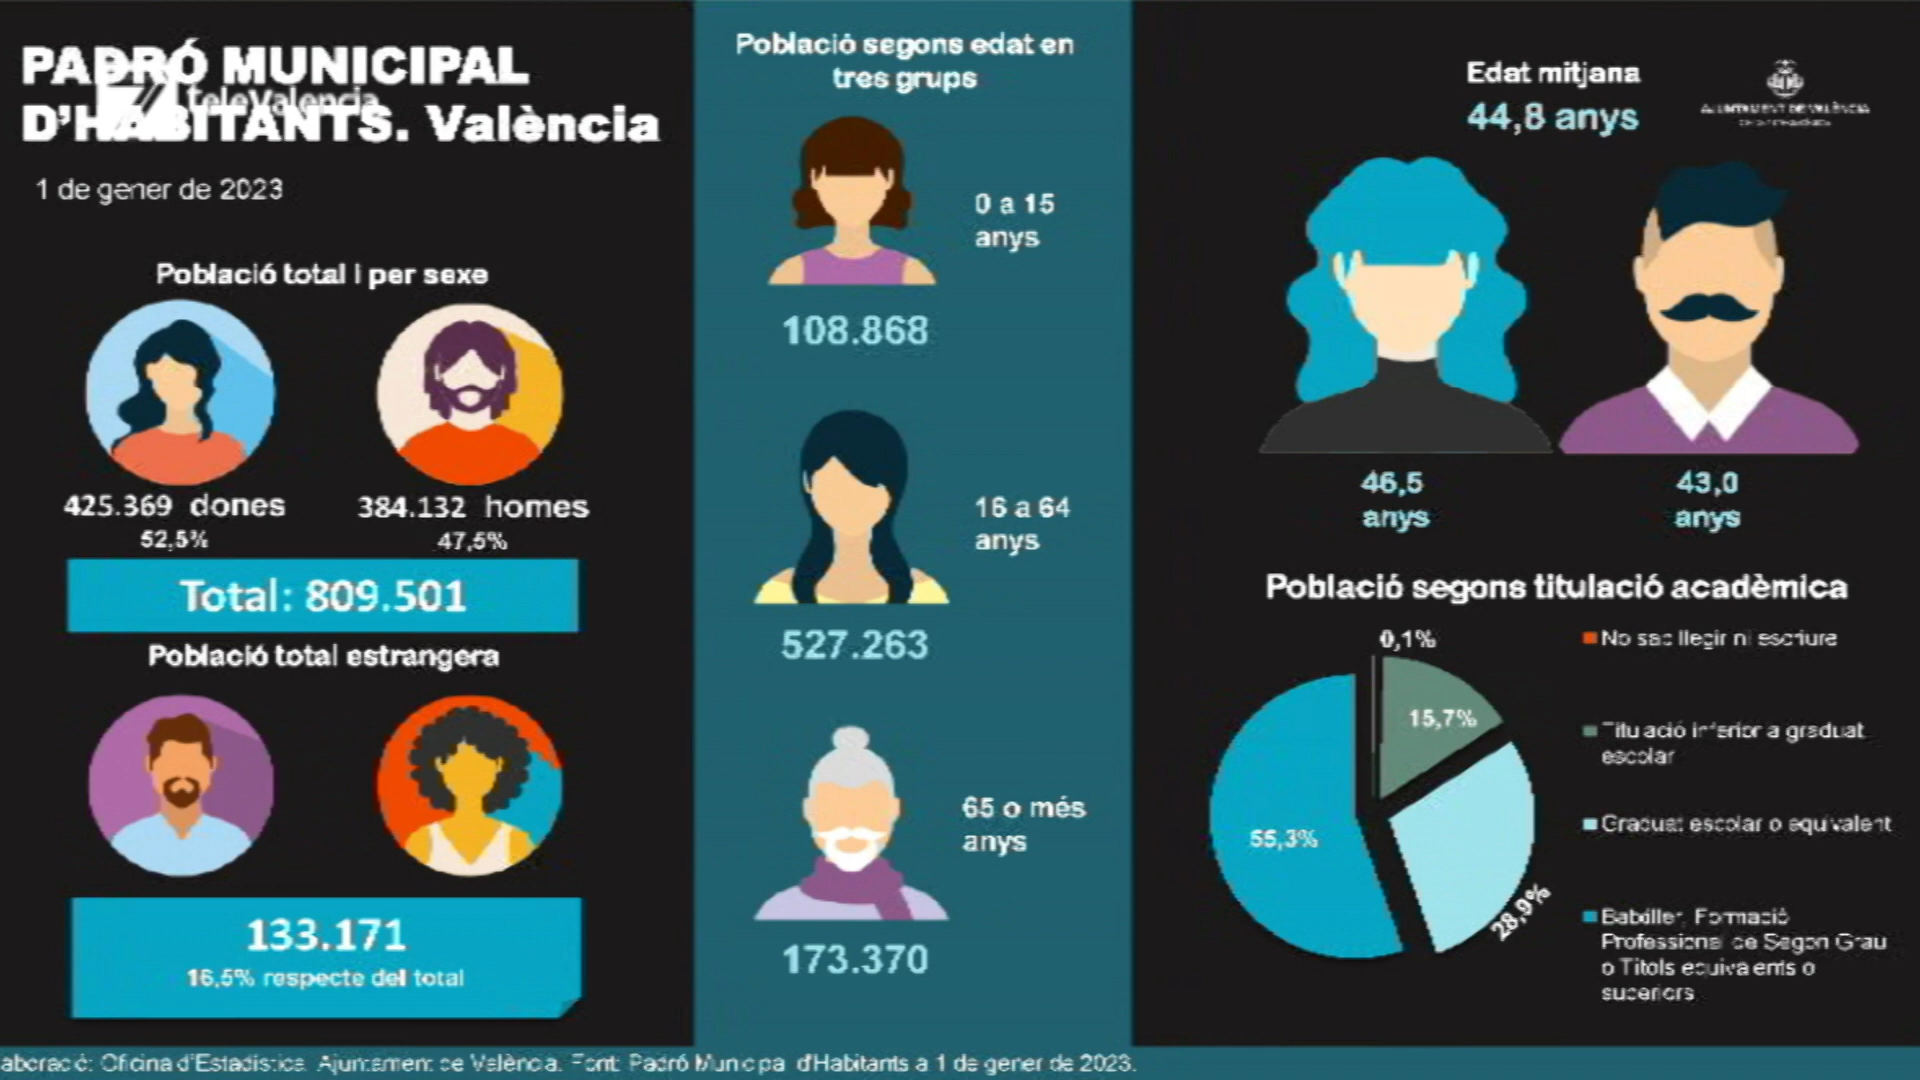 PADRÓ MUNICIPAL
D'HABITANTS. València
teleValencia
1 de gener de 2023
Població total i per sexe
425.369 dones
52,5%
384.132 homes
47,5%
Total: 809.501
Població total estrangera
133.171
16,5% respecte del total
Població segons edat en
tres grups
0 a 15
anys
108.868
16 a 64
anys
527.263
65 o més
anys
173.370
Edat mitjana
44,8 anys
AJUNTAMENT DE VALÈNCIA
46,5
anys
43,0
anys
Població segons titulació acadèmica
0,1%
15,7%
28,9%
55,3%
No sap llegir ni escriure
Titulació inferior a graduat
escolar
Graduat escolar o equivalent
Batxiller, Formació
Professional de Segon Grau
o Títols equivalents o
superiors
aboració: Oficina d'Estadística. Ajuntament de València. Font: Padró Municipal d'Habitants a 1 de gener de 2023.